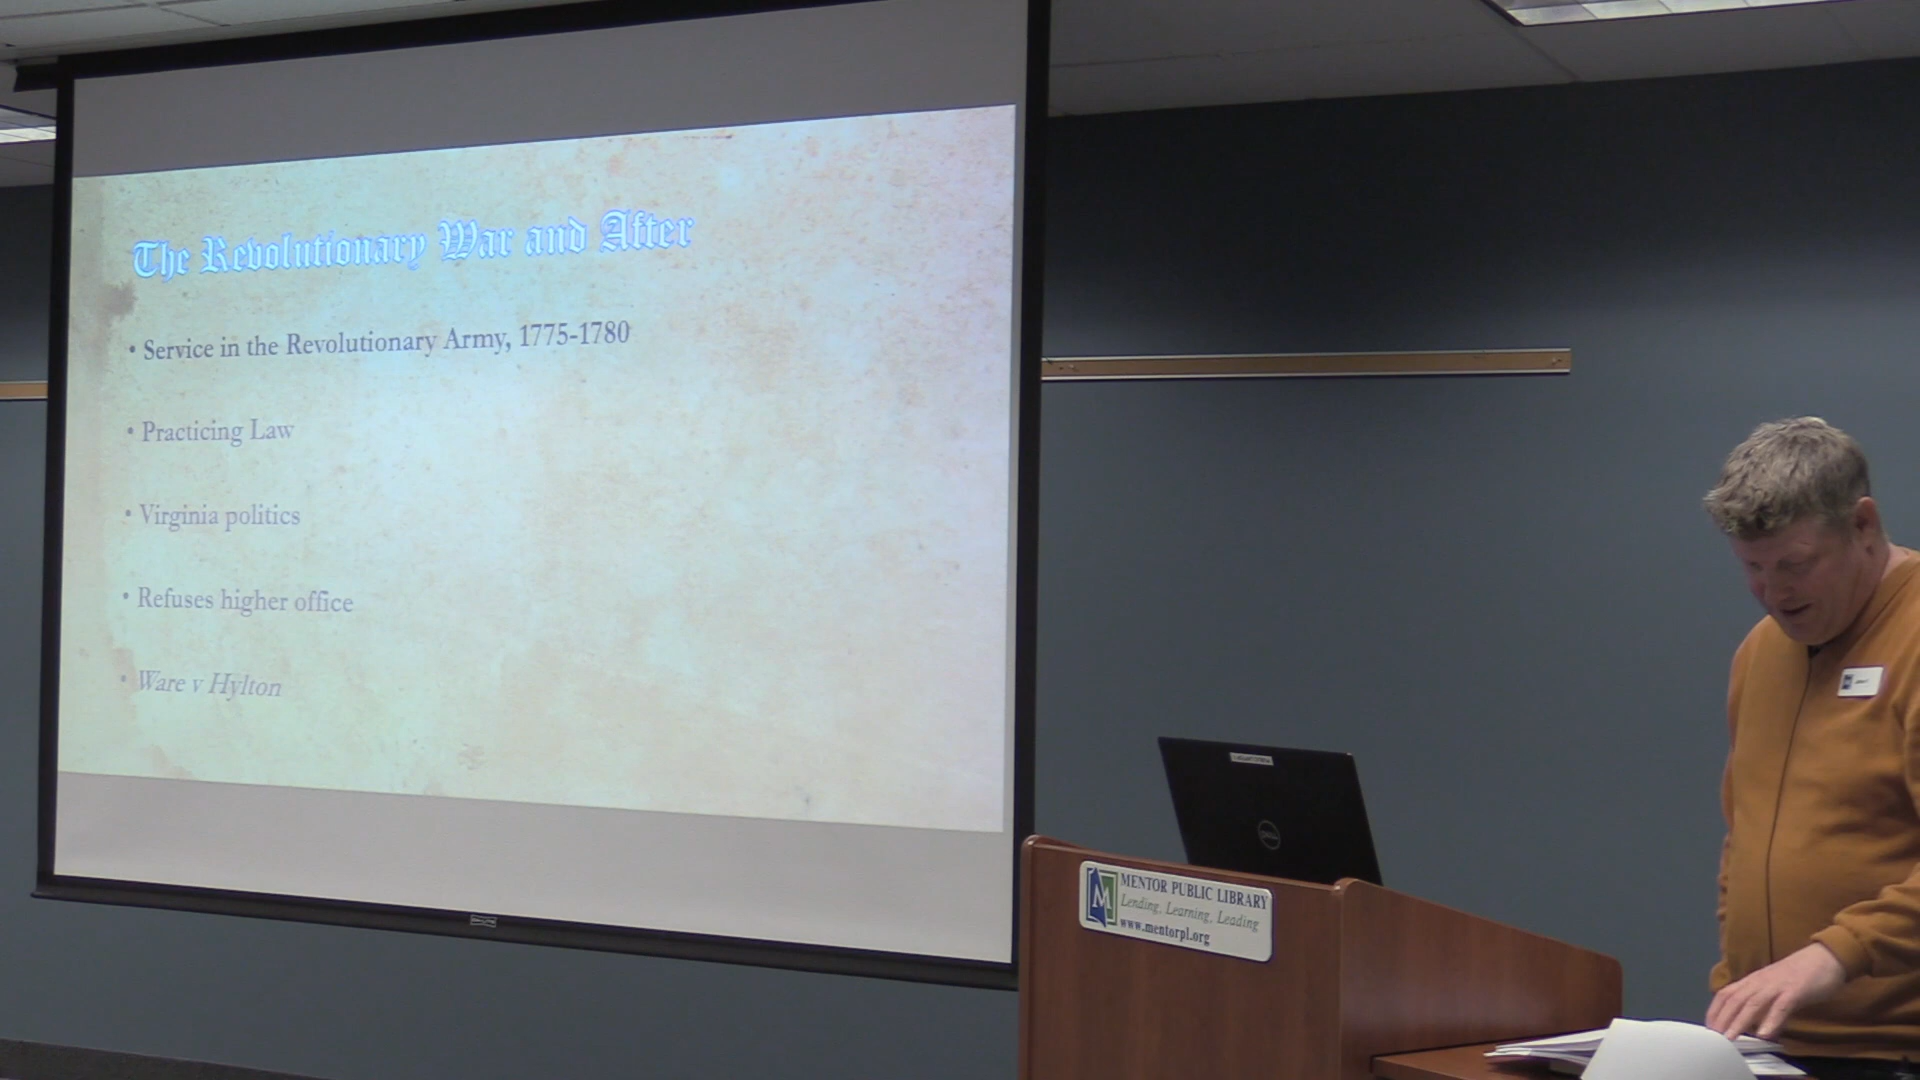 The Revolutionary War and After
• Service in the Revolutionary Army, 1775-1780
• Practicing Law
• Virginia politics
• Refuses higher office
• Ware v Hylton
DELL
M
MENTOR PUBLIC LIBRARY
Lending, Learning, Leading
www.mentorpl.org